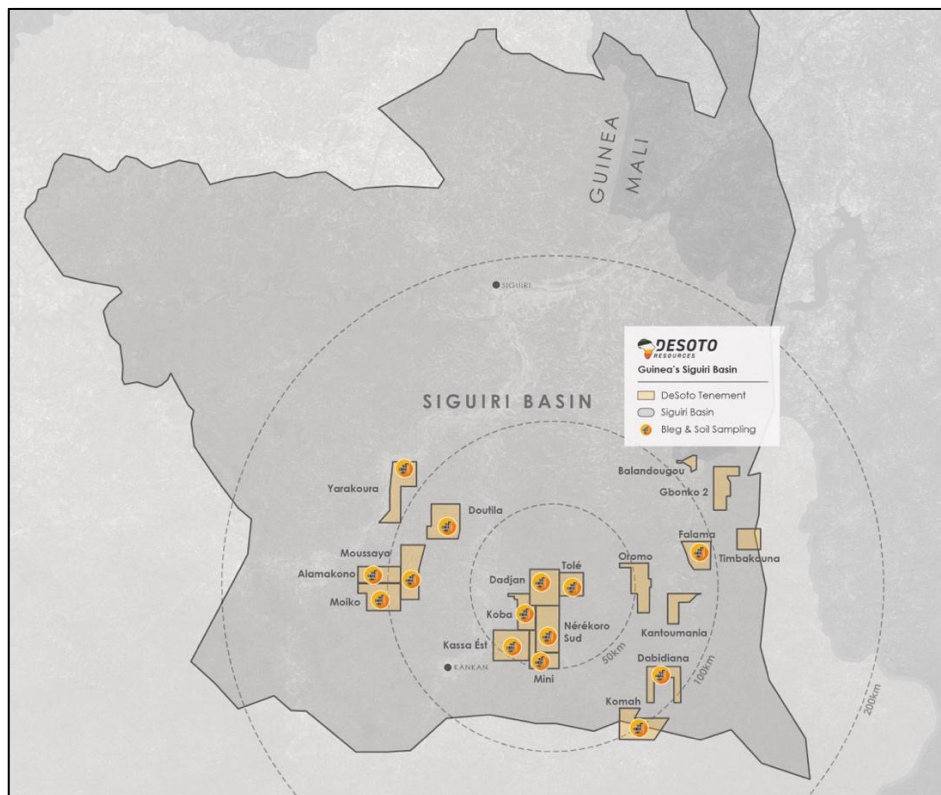 GUINEA
MALI
SIGUIRI
DESOTO
RESOURCES
Guinea's Siguiri Basin
DeSoto Tenement
Siguiri Basin
Bleg & Soil Sampling
SIGUIRI BASIN
Balandougou
Gbonko 2
Yarakoura
Doutila
Falama
Timbakouna
Moussaya
Oromo
Tolé
Alamakono
Dadjan
Moiko
Koba
Kantoumania
Nérékoro
Sud
Kassa Ést
50km
KANKAN
Mini
Dabidiana
100km
200km
Komah